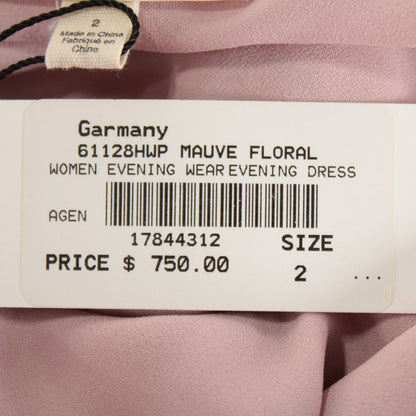 2
Made in China
Fabriqué en
Chine
Garmany
61128HWP MAUVE FLORAL
WOMEN EVENING WEAR EVENING DRESS
AGEN
17844312
SIZE
PRICE $ 750.00
2 ...